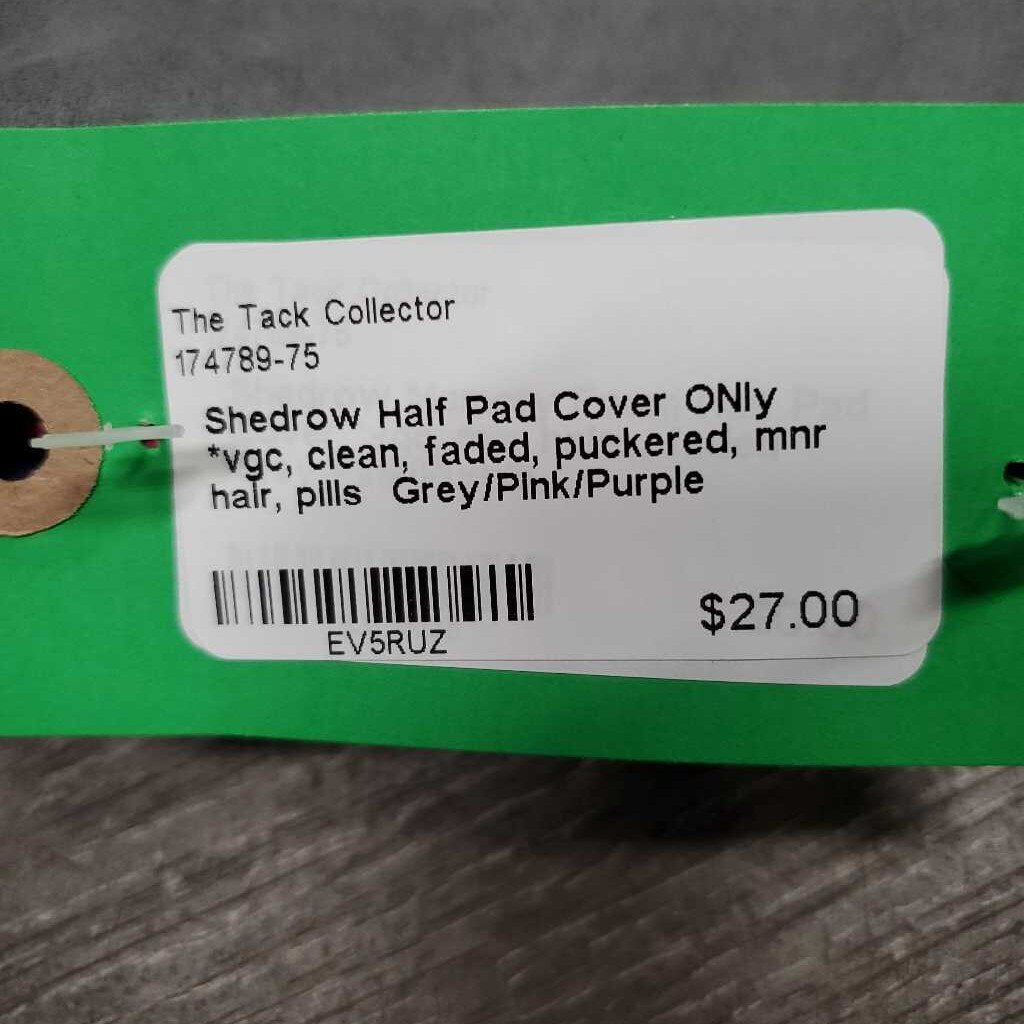 The Tack Collector
174789-75
Shedrow Half Pad Cover ONly
*vgc, clean, faded, puckered, mnr
hair, pills Grey/Pink/Purple
EV5RUZ
$27.00